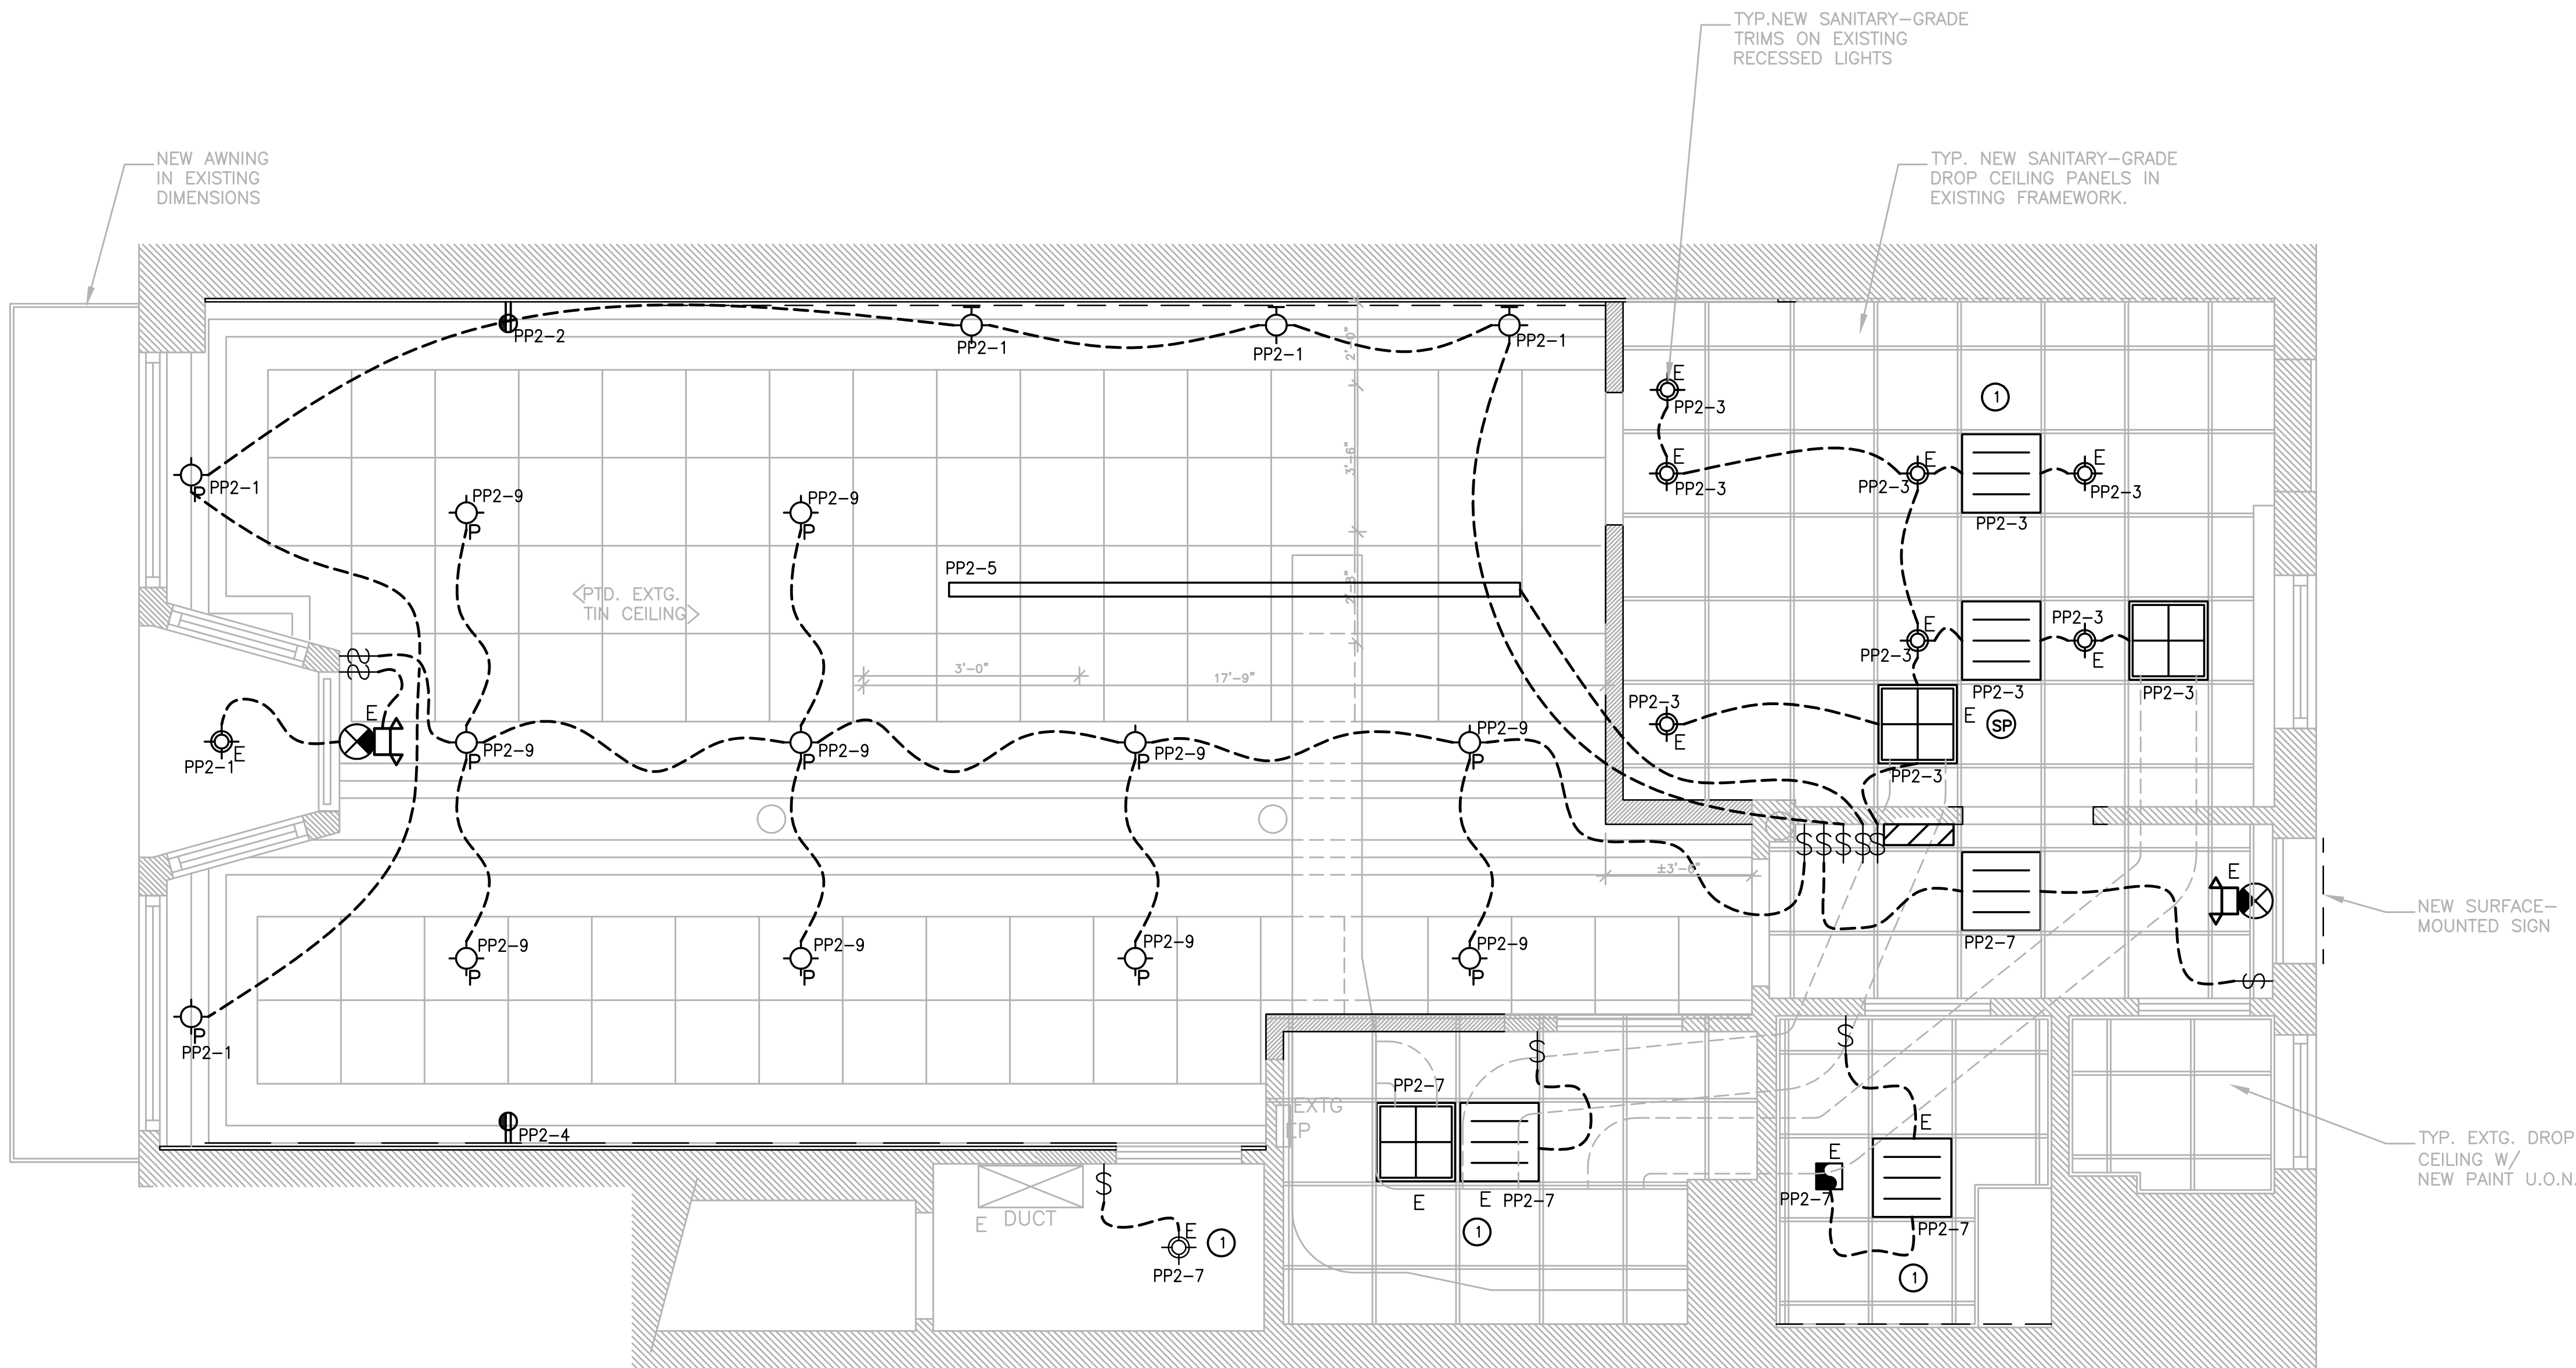 TYP.NEW SANITARY-GRADE
TRIMS ON EXISTING
RECESSED LIGHTS
NEW AWNING
IN EXISTING
DIMENSIONS
TYP. NEW SANITARY-GRADE
DROP CEILING PANELS IN
EXISTING FRAMEWORK.
PP2-2
PP2-1
PP2-1
PP2-1
2'-0"
E
PP2-3
1
3'-6"
E
PP2-3
E
PP2-3
PP2-3
E
PP2-3
P
PP2-1
PP2-9
P
PP2-9
P
PP2-5
2'-8"
<PTD. EXTG.
TIN CEILING>
E
PP2-3
PP2-3
PP2-3
E
PP2-3
3'-0"
17'-9"
PP2-3
E
E
SP
PP2-3
$
$
E
E
PP2-1
PP2-9
P
PP2-9
P
PP2-9
P
PP2-9
P
$
$
$
$
$
±3'-6"
PP2-7
E
$
NEW SURFACE-
MOUNTED SIGN
PP2-9
P
PP2-9
P
PP2-9
P
PP2-9
P
P
PP2-1
$
$
PP2-7
E
E
PP2-7
1
EXTG
EP
PP2-4
E
E
PP2-7
PP2-7
1
TYP. EXTG. DROP
CEILING W/
NEW PAINT U.O.N.
$
E DUCT
E
1
PP2-7